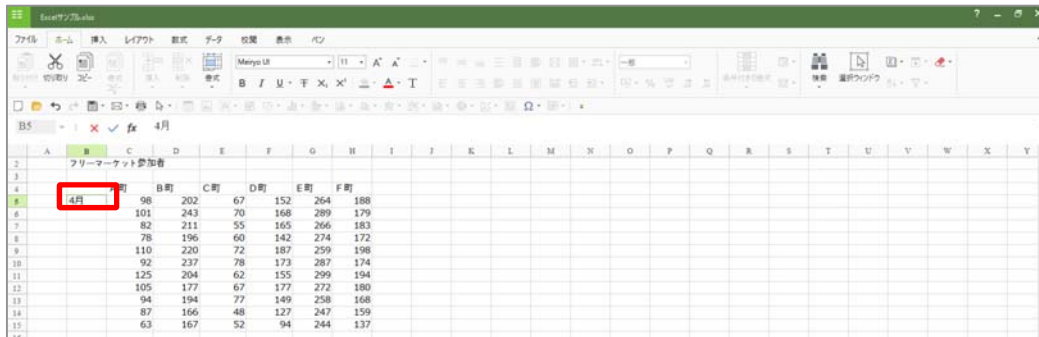 Excelサンプル.xlsx ?
ファイル ホーム 挿入 レイアウト 数式 データ 校閲 表示 ペン
Meiryo UI 11 A A 一般
切り取り コピー 書式 B I U T X, X² A T 検索 選択ウィンドウ
B5 fx 4月
A B C D E F G H I J K L M N O P Q R S T U V W X Y
2 フリーマーケット参加者
3
4 B町 C町 D町 E町 F町
5 4月 98 202 67 152 264 188
6 101 243 70 168 289 179
7 82 211 55 165 266 183
8 78 196 60 142 274 172
9 110 220 72 187 259 198
10 92 237 78 173 287 174
11 125 204 62 155 299 194
12 105 177 67 177 272 180
13 94 194 77 149 258 168
14 87 166 48 127 247 159
15 63 167 52 94 244 137